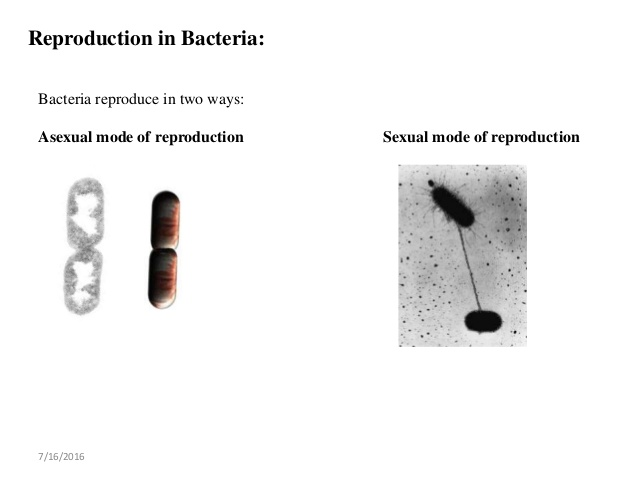 Reproduction in Bacteria:
Bacteria reproduce in two ways:
Asexual mode of reproduction
Sexual mode of reproduction
7/16/2016